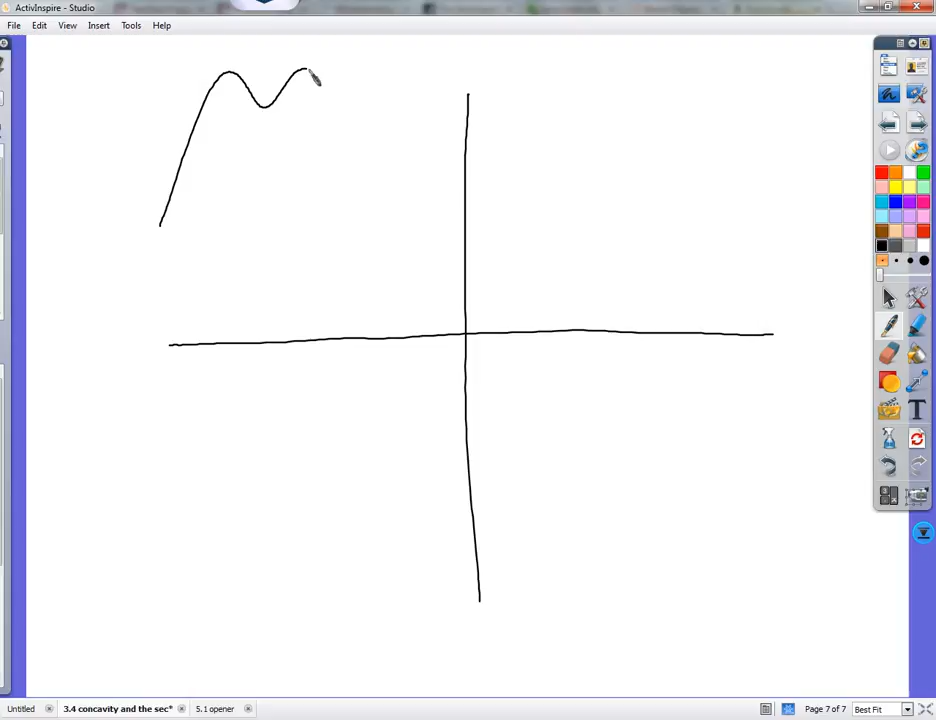 ActivInspire - Studio
File Edit View Insert Tools Help
T
Untitled 3.4 concavity and the sec* 5.1 opener Page 7 of 7 Best Fit